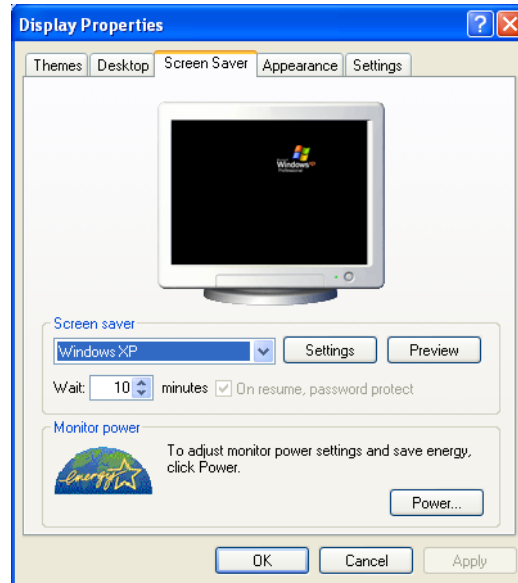 Display Properties
Themes Desktop Screen Saver Appearance Settings
Windows xp
Professional
Screen saver
Windows XP Settings Preview
Wait: 10 minutes On resume, password protect
Monitor power
energy
To adjust monitor power settings and save energy,
click Power.
Power...
OK Cancel Apply